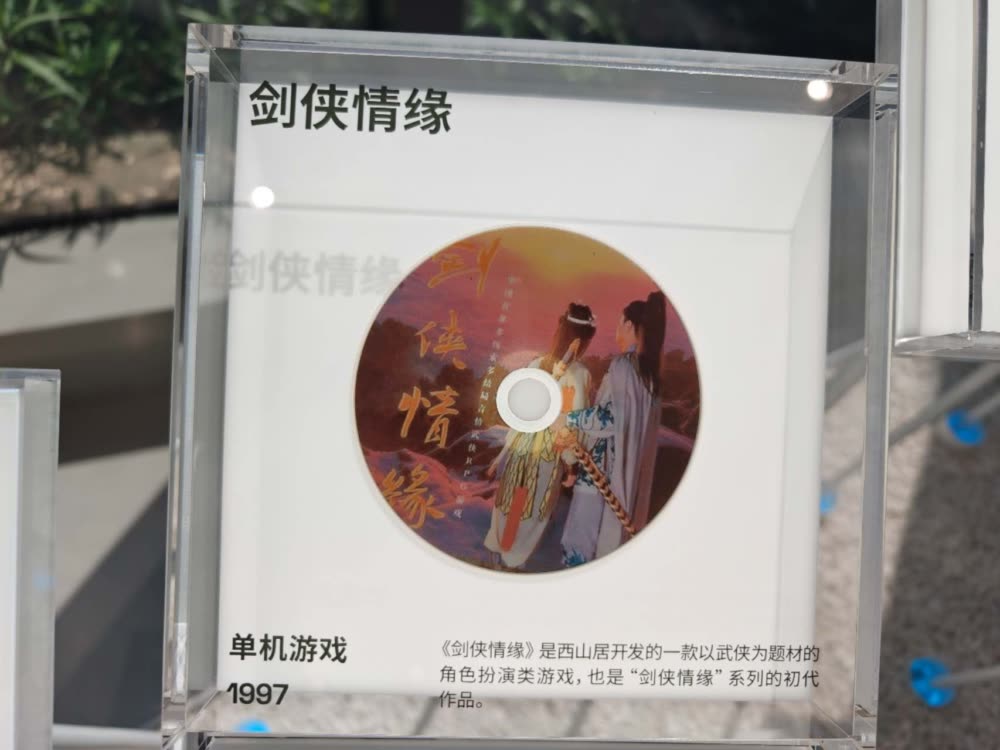 剑侠情缘
剑侠情缘
剑
侠
情
緣
单机游戏
1997
《剑侠情缘》是西山居开发的一款以武侠为题材的
角色扮演类游戏，也是“剑侠情缘”系列的初代
作品。